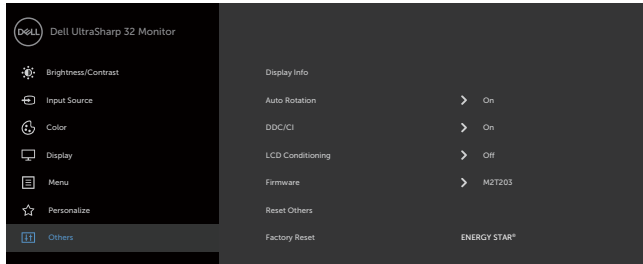 DELL Dell UltraSharp 32 Monitor
Brightness/Contrast Display Info
Input Source Auto Rotation On
Color DDC/CI On
Display LCD Conditioning Off
Menu Firmware M2T203
Personalize Reset Others
Others Factory Reset ENERGY STAR®